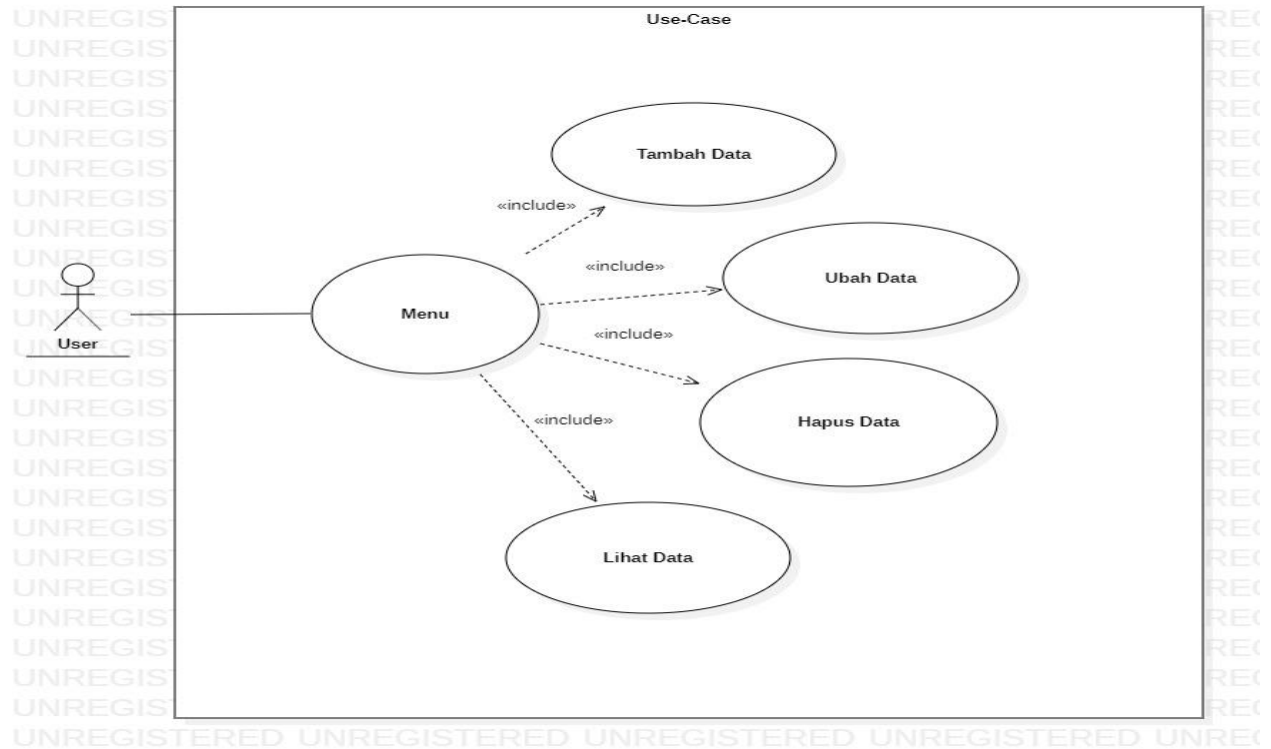 Use-Case
Tambah Data
«include»
«include»
Ubah Data
Menu
«include»
User
«include»
Hapus Data
Lihat Data
UNREGISTERED UNREGISTERED UNREGISTERED UNREGISTERED